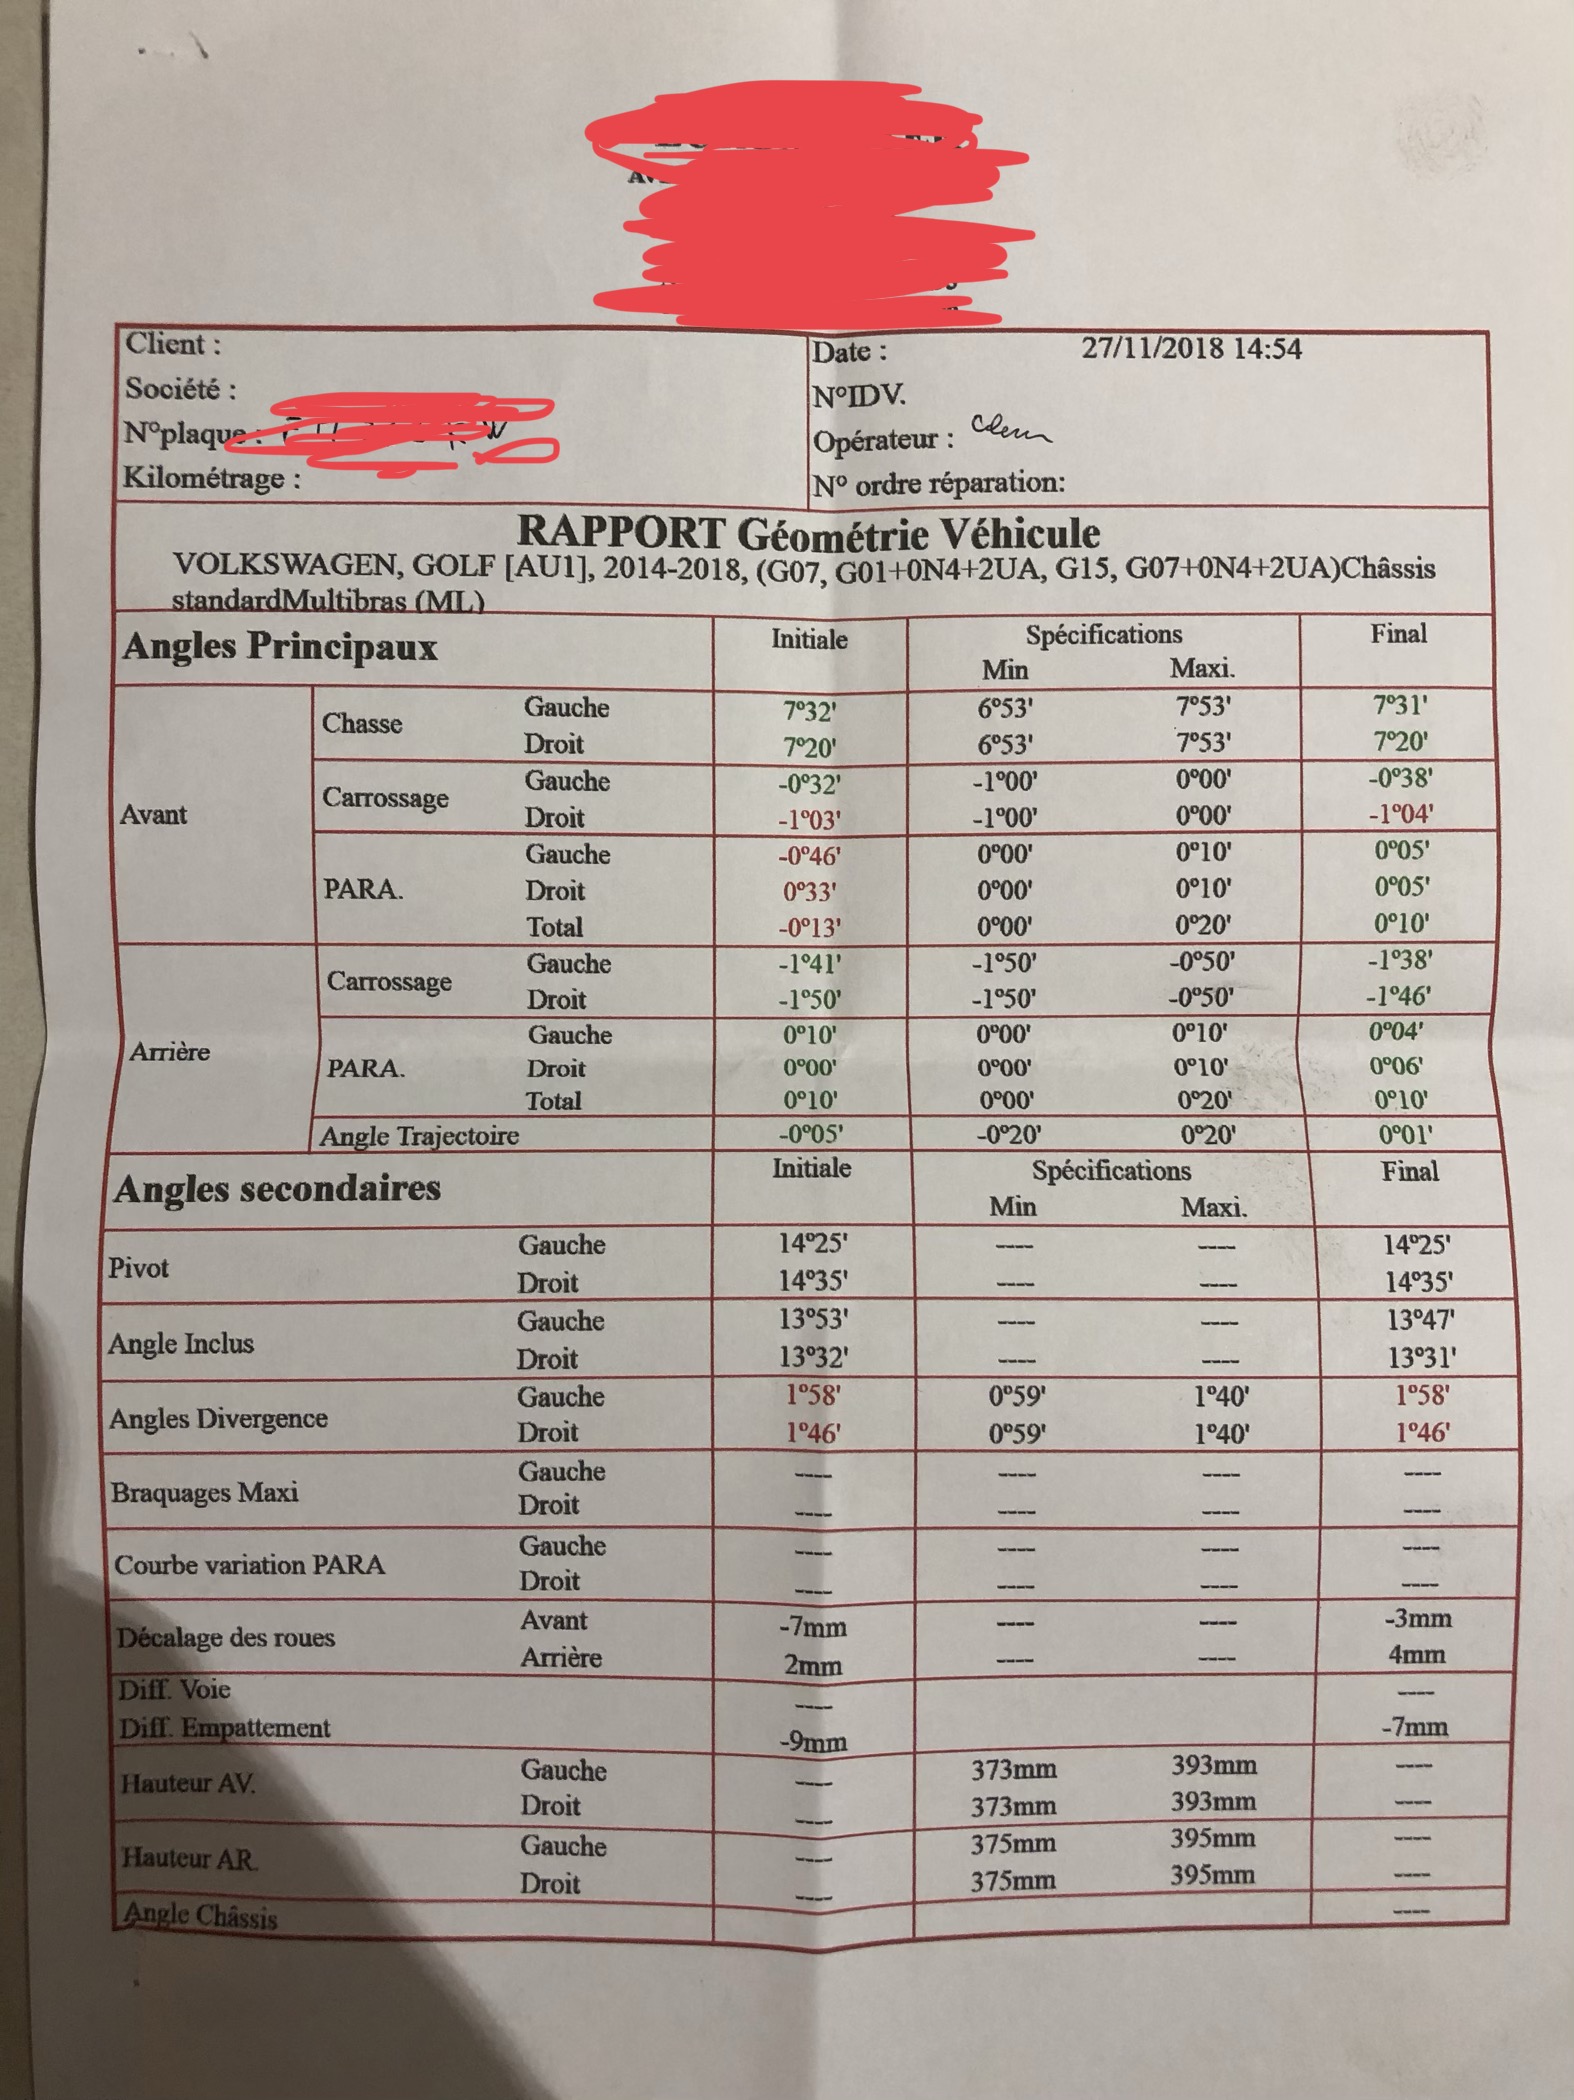 Client :
Date : 27/11/2018 14:54
Société :
N°IDV.
N°plaque :
Opérateur :
Kilométrage :
N° ordre réparation:
RAPPORT Géométrie Véhicule
VOLKSWAGEN, GOLF [AU1], 2014-2018, (G07, G01+0N4+2UA, G15, G07+0N4+2UA)Châssis
standardMultibras (ML)
Angles Principaux Initiale Spécifications Final
Min Maxi.
Avant
Chasse
Gauche 7°32' 6°53' 7°53' 7°31'
Droit 7°20' 6°53' 7°53' 7°20'
Carrossage
Gauche -0°32' -1°00' 0°00' -0°38'
Droit -1°03' -1°00' 0°00' -1°04'
PARA.
Gauche -0°46' 0°00' 0°10' 0°05'
Droit 0°33' 0°00' 0°10' 0°05'
Total -0°13' 0°00' 0°20' 0°10'
Arrière
Carrossage
Gauche -1°41' -1°50' -0°50' -1°38'
Droit -1°50' -1°50' -0°50' -1°46'
PARA.
Gauche 0°10' 0°00' 0°10' 0°04'
Droit 0°00' 0°00' 0°10' 0°06'
Total 0°10' 0°00' 0°20' 0°10'
Angle Trajectoire -0°05' -0°20' 0°20' 0°01'
Angles secondaires Initiale Spécifications Final
Min Maxi.
Pivot
Gauche 14°25' ---- ---- 14°25'
Droit 14°35' ---- ---- 14°35'
Angle Inclus
Gauche 13°53' ---- ---- 13°47'
Droit 13°32' ---- ---- 13°31'
Angles Divergence
Gauche 1°58' 0°59' 1°40' 1°58'
Droit 1°46' 0°59' 1°40' 1°46'
Braquages Maxi
Gauche ---- ---- ---- ----
Droit ---- ---- ---- ----
Courbe variation PARA
Gauche ---- ---- ---- ----
Droit ---- ---- ---- ----
Décalage des roues
Avant -7mm ---- ---- -3mm
Arrière 2mm ---- ---- 4mm
Diff. Voie ---- ----
Diff. Empattement -9mm -7mm
Hauteur AV.
Gauche ---- 373mm 393mm ----
Droit ---- 373mm 393mm ----
Hauteur AR.
Gauche ---- 375mm 395mm ----
Droit ---- 375mm 395mm ----
Angle Châssis ----